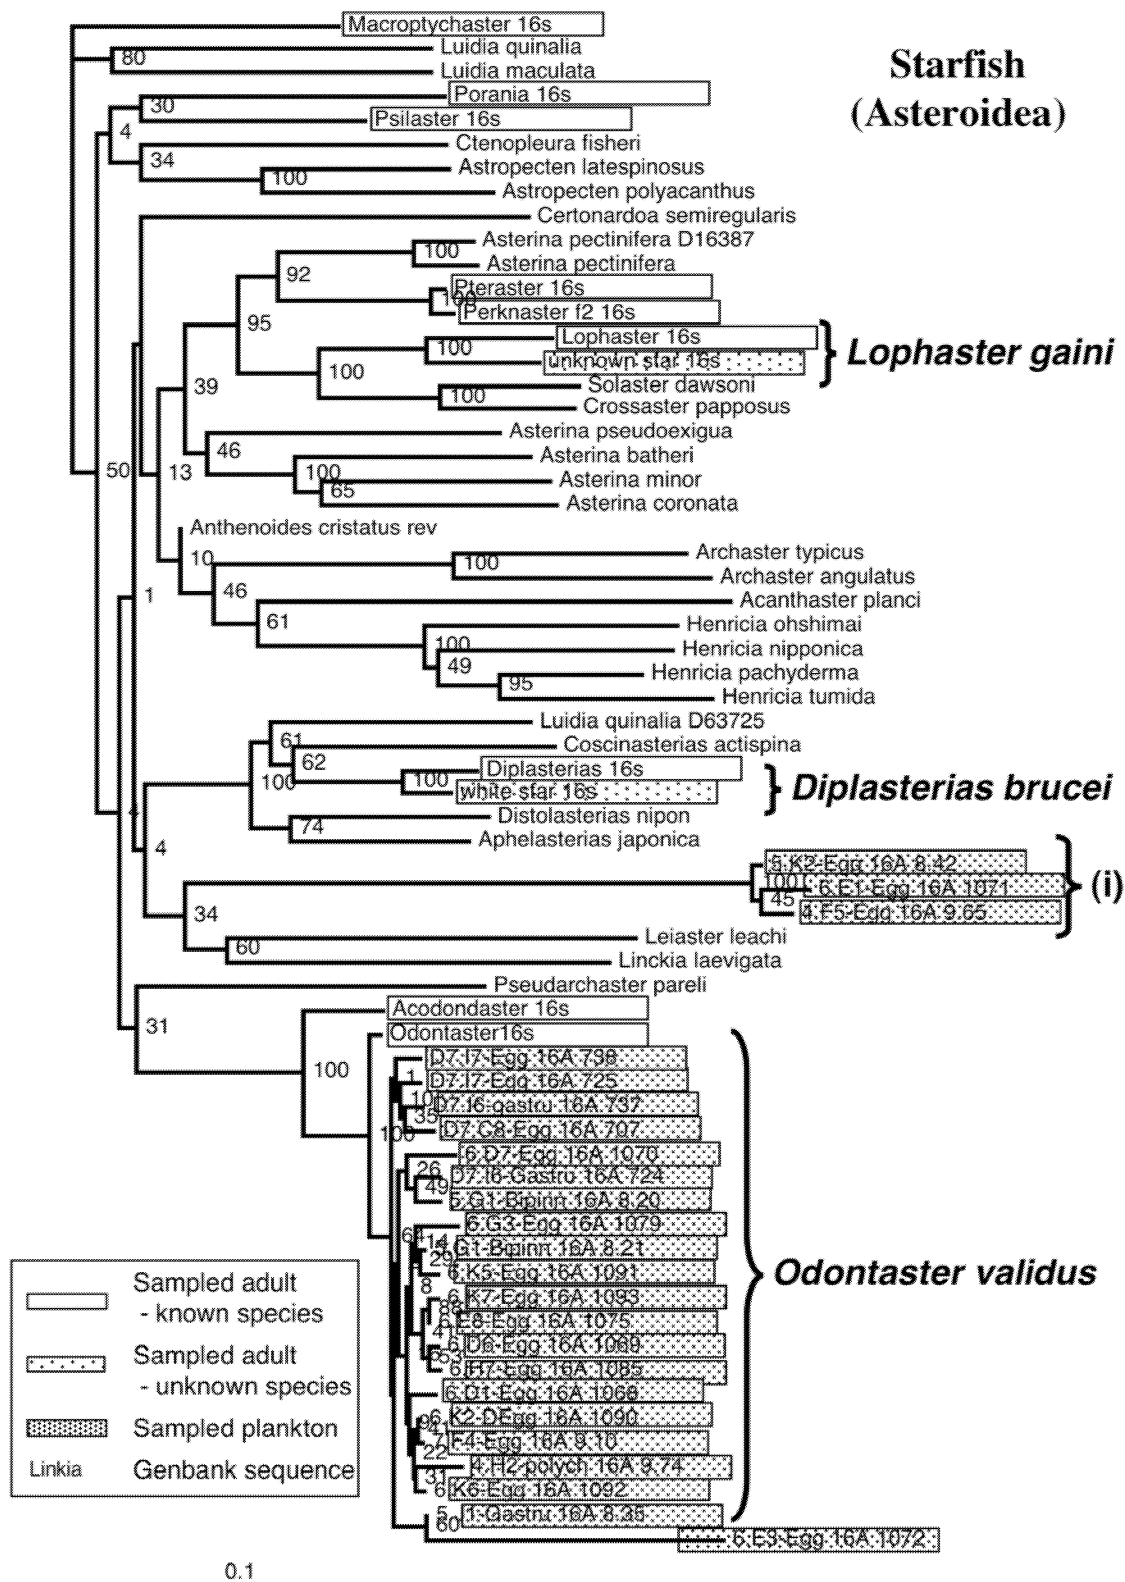 Macroptychaster 16s
Luidia quinalia
80
Luidia maculata
Starfish
(Asteroidea)
Porania 16s
30
Psilaster 16s
4
Ctenopleura fisheri
34
Astropecten latespinosus
100
Astropecten polyacanthus
Certonardoa semiregularis
Asterina pectinifera D16387
100
Asterina pectinifera
92
Pteraster 16s
100
Perknaster f2 16s
95
Lophaster 16s
100
unknown star 16s
Lophaster gaini
100
Solaster dawsoni
100
Crossaster papposus
39
Asterina pseudoexigua
46
Asterina batheri
50
13
100
Asterina minor
65
Asterina coronata
Anthenoides cristatus rev
10
Archaster typicus
100
Archaster angulatus
46
1
Acanthaster planci
61
Henricia ohshimai
100
Henricia nipponica
49
Henricia pachyderma
95
Henricia tumida
Luidia quinalia D63725
61
Coscinasterias actispina
62
Diplasterias 16s
100
100
white star 16s
Diplasterias brucei
4
Distolasterias nipon
74
Aphelasterias japonica
4
5.K2-Egg 16A 8.42
100
6.E1-Egg 16A 1071
(i)
45
4.F5-Egg 16A 9.65
34
Leiaster leachi
60
Linckia laevigata
Pseudarchaster pareli
31
Acodondaster 16s
Odontaster16s
100
D7.I7-Egg 16A 738
1
D7.I7-Egg 16A 725
10
D7.I6-gastru 16A 737
35
D7.C8-Egg 16A 707
100
6.D7-Egg 16A 1070
26
D7.I6-Gastru 16A 724
49
5.G1-Bipinn 16A 8.20
6.G3-Egg 16A 1079
14
G1-Bipinn 16A 8.21
29
6.K5-Egg 16A 1091
Odontaster validus
8
6.K7-Egg 16A 1093
88
6.E8-Egg 16A 1075
6.D6-Egg 16A 1069
53
6.H7-Egg 16A 1085
6.D1-Egg 16A 1068
6.K2-DEgg 16A 1090
F4-Egg 16A 9.10
22
4.H2-polych 16A 9.74
31
6.K6-Egg 16A 1092
1-Gastru 16A 8.35
60
6.E3-Egg 16A 1072
Sampled adult
- known species
Sampled adult
- unknown species
Sampled plankton
Linkia
Genbank sequence
0.1